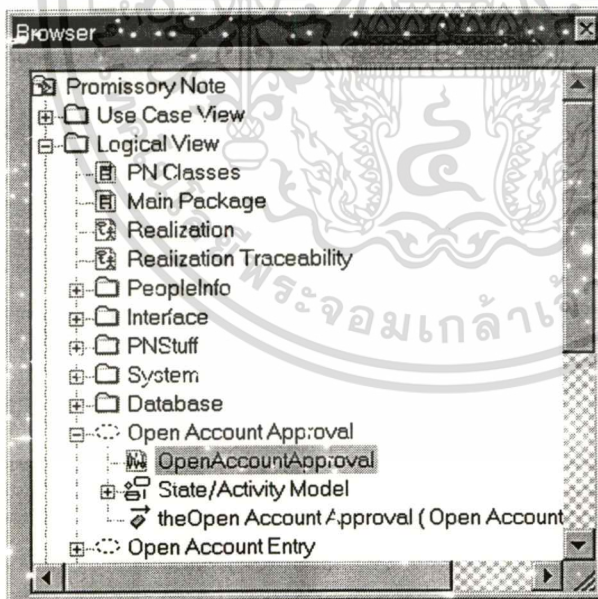 Browser
Promissory Note
Use Case View
Logical View
PN Classes
Main Package
Realization
Realization Traceability
PeopleInfo
Interface
PNStuff
System
Database
Open Account Approval
OpenAccountApproval
State/Activity Model
theOpen Account Approval ( Open Account
Open Account Entry